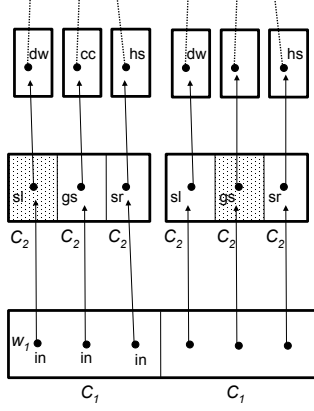 dw cc hs dw hs
sl gs sr sl gs sr
C₂ C₂ C₂ C₂ C₂ C₂
w₁ in in in
C₁ C₁